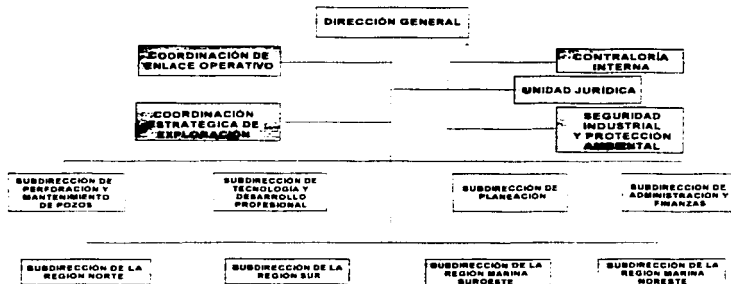 DIRECCIÓN GENERAL
COORDINACIÓN DE
ENLACE OPERATIVO
CONTRALORÍA
INTERNA
UNIDAD JURÍDICA
COORDINACIÓN
ESTRATÉGICA DE
EXPLORACIÓN
SEGURIDAD
INDUSTRIAL
Y PROTECCIÓN
AMBIENTAL
SUBDIRECCIÓN DE
PERFORACIÓN Y
MANTENIMIENTO
DE POZOS
SUBDIRECCIÓN DE
TECNOLOGÍA Y
DESARROLLO
PROFESIONAL
SUBDIRECCIÓN DE
PLANEACIÓN
SUBDIRECCIÓN DE
ADMINISTRACIÓN Y
FINANZAS
SUBDIRECCIÓN DE LA
REGIÓN NORTE
SUBDIRECCIÓN DE
LA REGIÓN SUR
SUBDIRECCIÓN DE LA
REGIÓN MARINA
SUROESTE
SUBDIRECCIÓN DE
LA REGIÓN MARINA
NORESTE